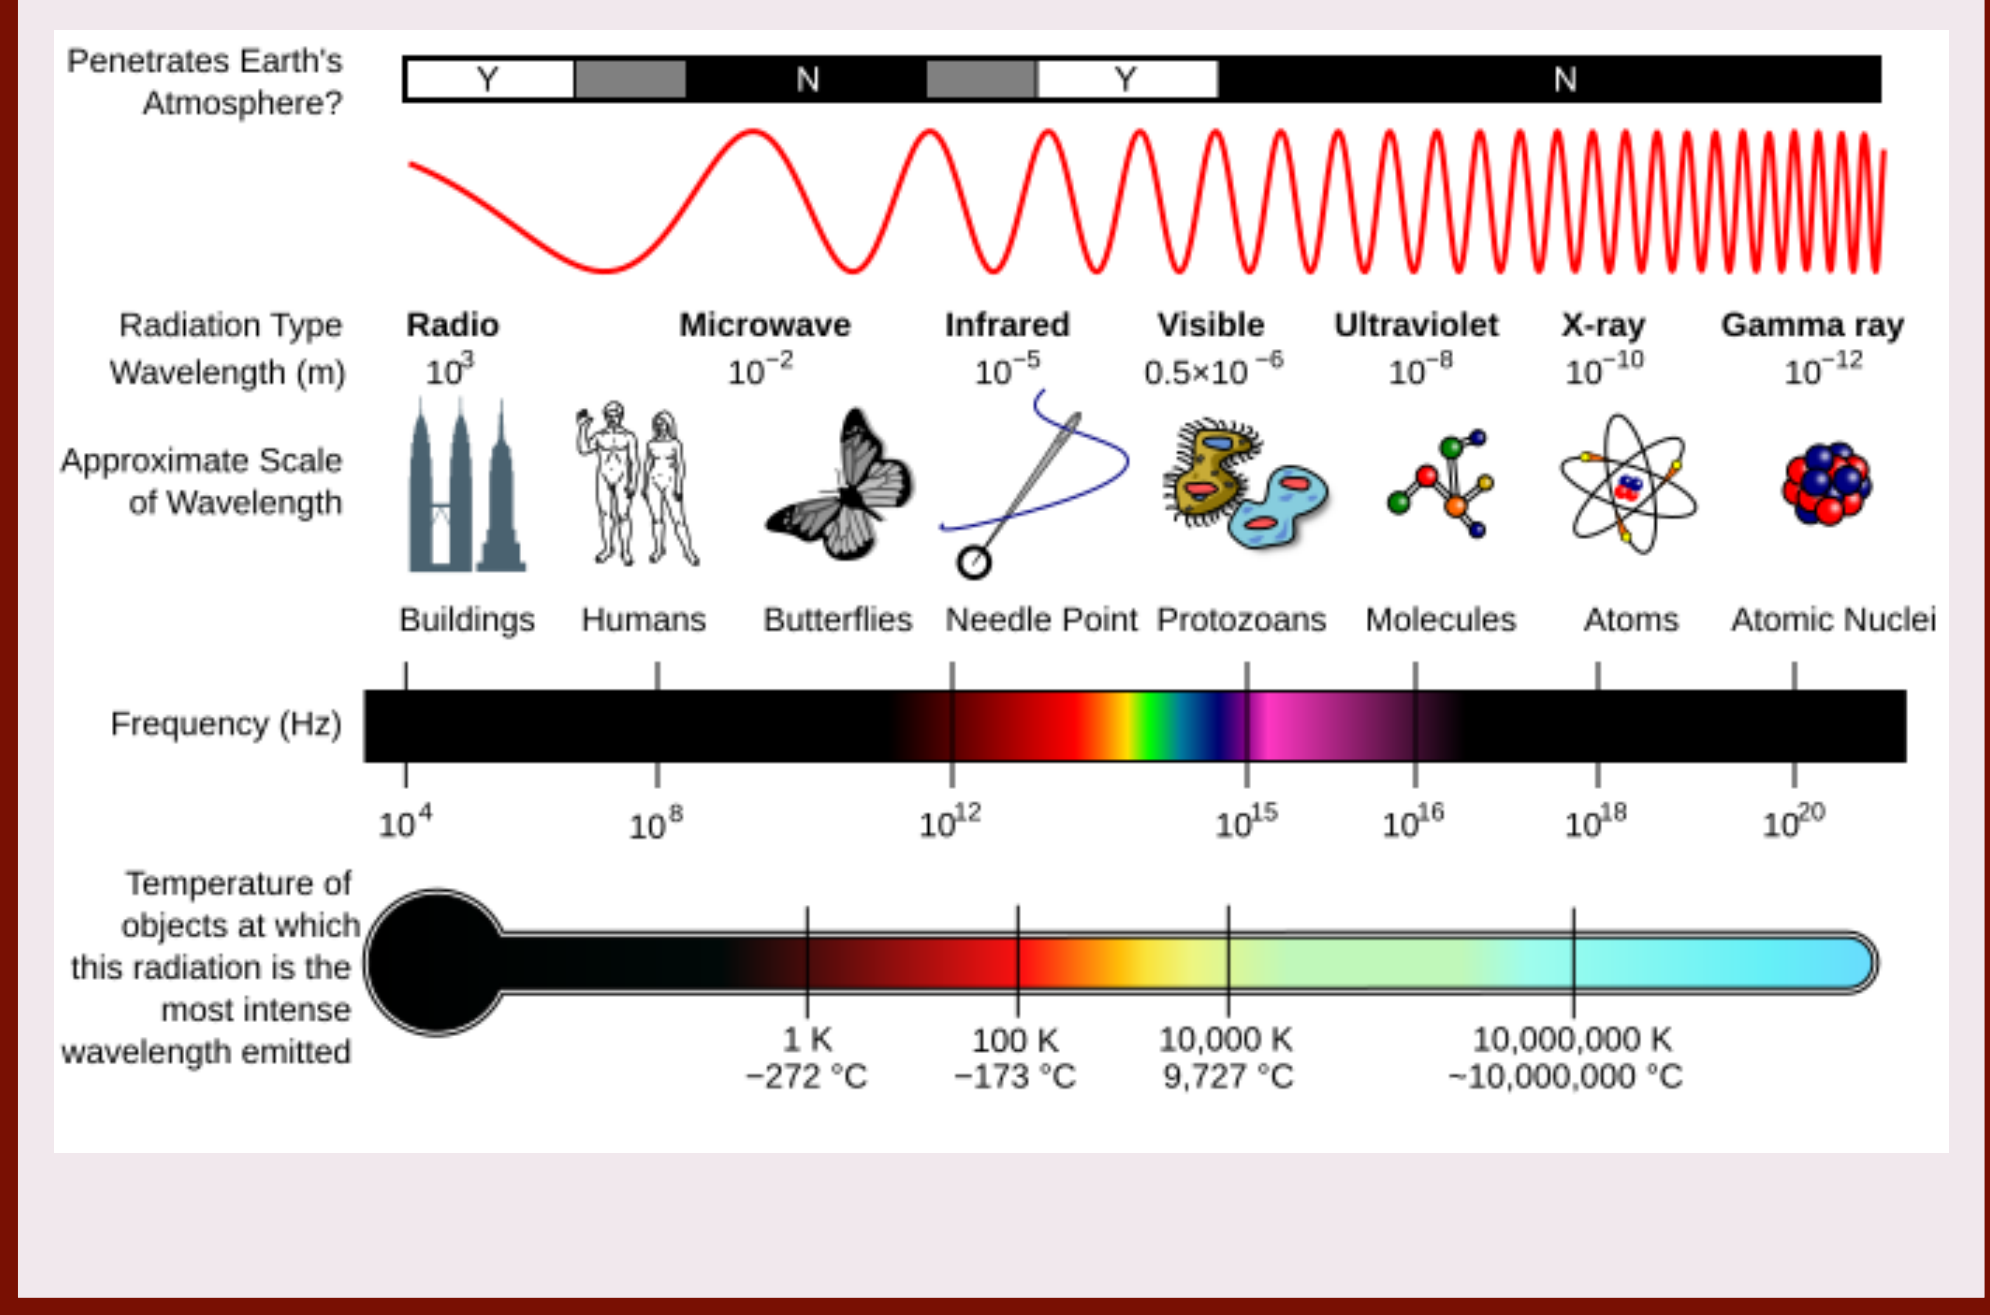 Penetrates Earth's
Atmosphere?
Y N Y N
Radiation Type
Radio Microwave Infrared Visible Ultraviolet X-ray Gamma ray
Wavelength (m)
10³ 10⁻² 10⁻⁵ 0.5×10⁻⁶ 10⁻⁸ 10⁻¹⁰ 10⁻¹²
Approximate Scale
of Wavelength
Buildings Humans Butterflies Needle Point Protozoans Molecules Atoms Atomic Nuclei
Frequency (Hz)
10⁴ 10⁸ 10¹² 10¹⁵ 10¹⁶ 10¹⁸ 10²⁰
Temperature of
objects at which
this radiation is the
most intense
wavelength emitted
1 K 100 K 10,000 K 10,000,000 K
−272 °C −173 °C 9,727 °C ~10,000,000 °C